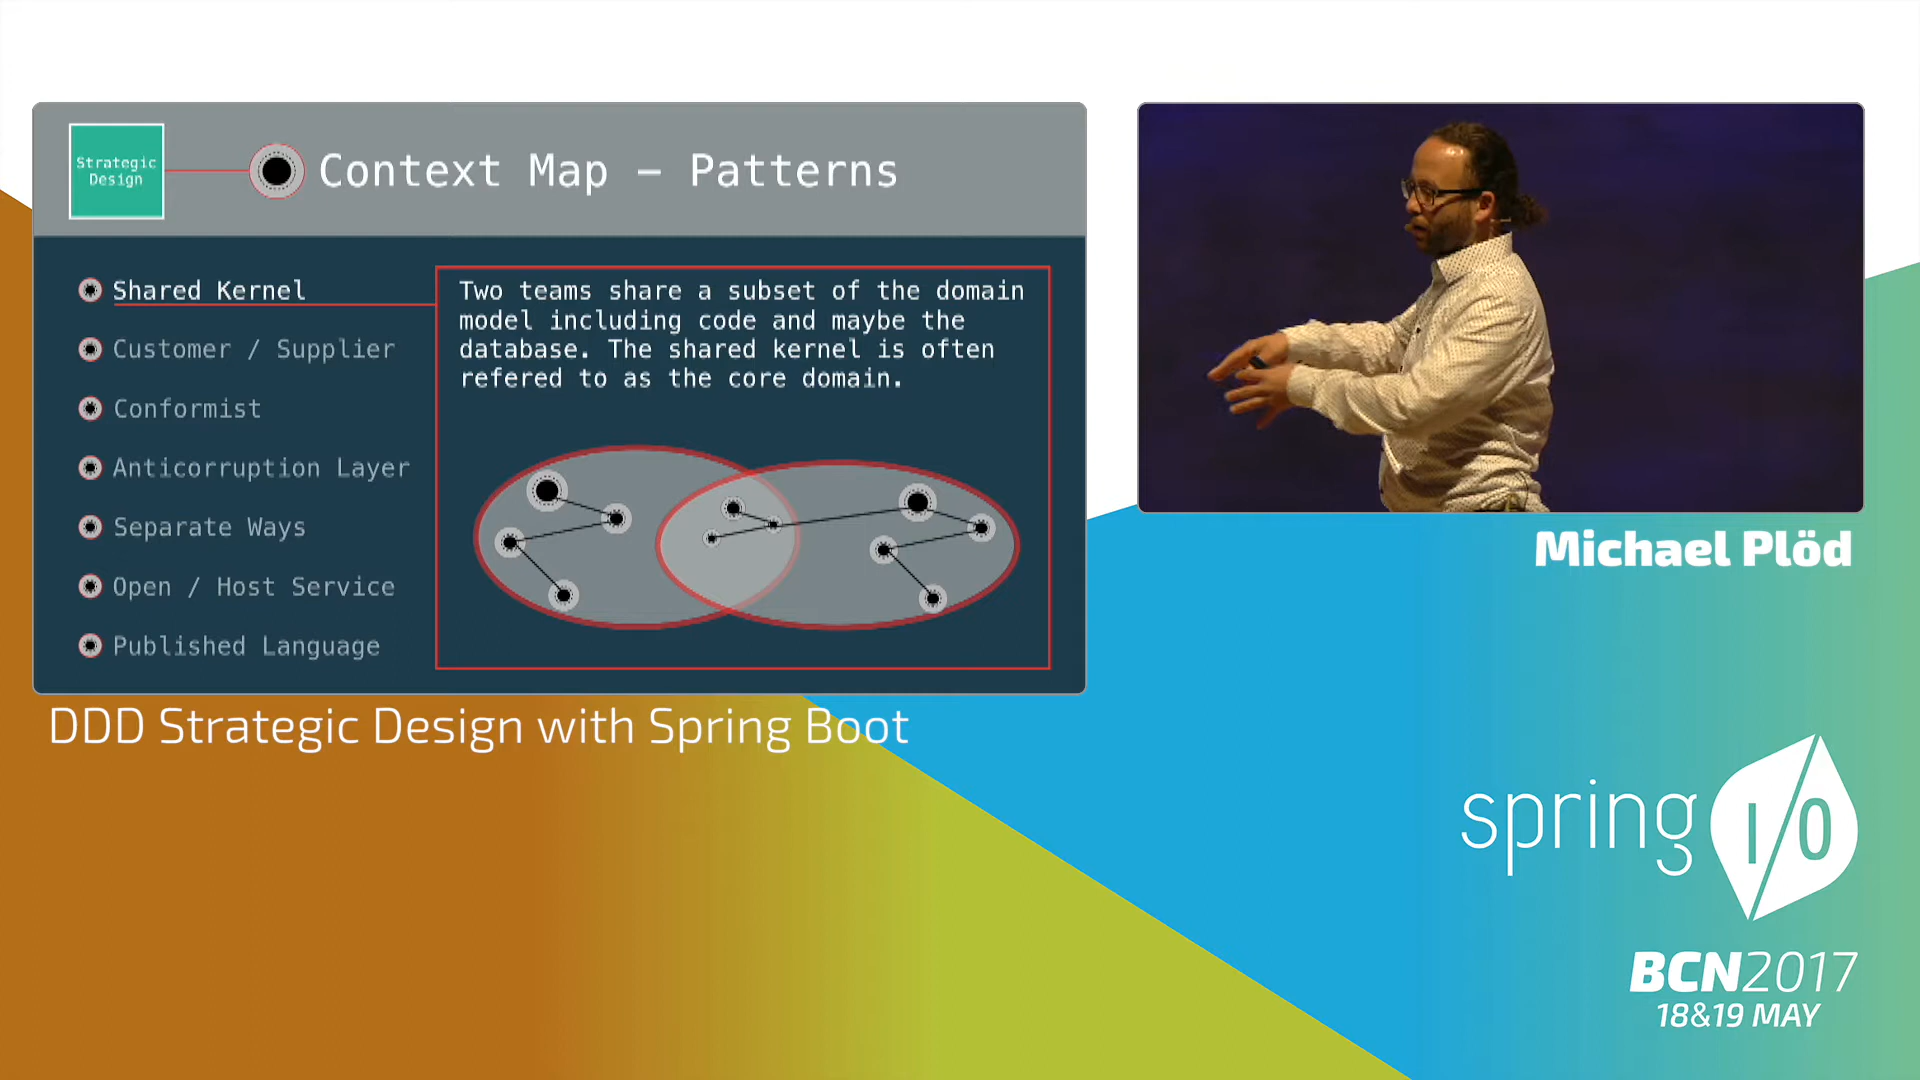 Strategic
Design
Context Map – Patterns
Shared Kernel
Customer / Supplier
Conformist
Anticorruption Layer
Separate Ways
Open / Host Service
Published Language
Two teams share a subset of the domain
model including code and maybe the
database. The shared kernel is often
refered to as the core domain.
DDD Strategic Design with Spring Boot
Michael Plöd
spring I/O
BCN2017
18&19 MAY